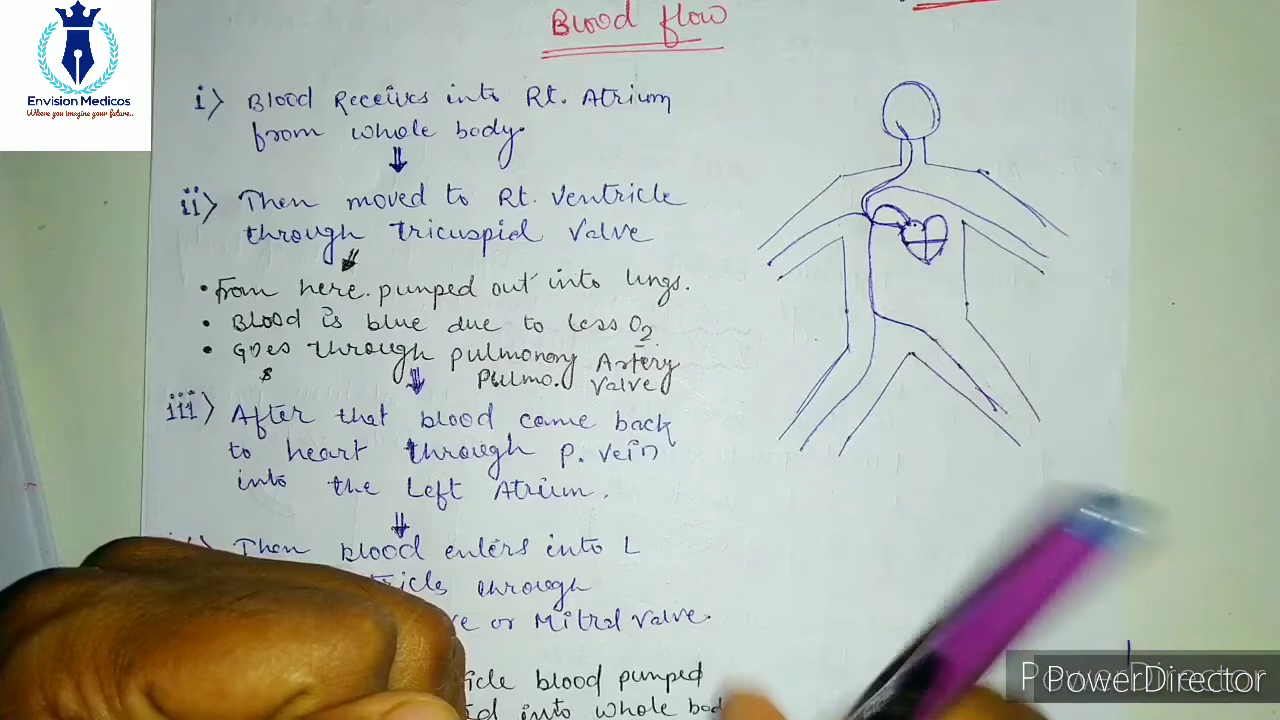 Envision Medicos
Where you imagine your future..
Blood flow
i) Blood Receives into Rt. Atrium
from whole body.
ii) Then moved to Rt. Ventricle
through Tricuspid Valve
• From here pumped out into lungs.
• Blood is blue due to less O2
• Goes through pulmonary Artery
Pulmo. Valve
iii) After that blood came back
to heart through P. Vein
into the Left Atrium.
Then blood enters into L
through
or Mitral Valve.
blood pumped
into whole
PowerDirector